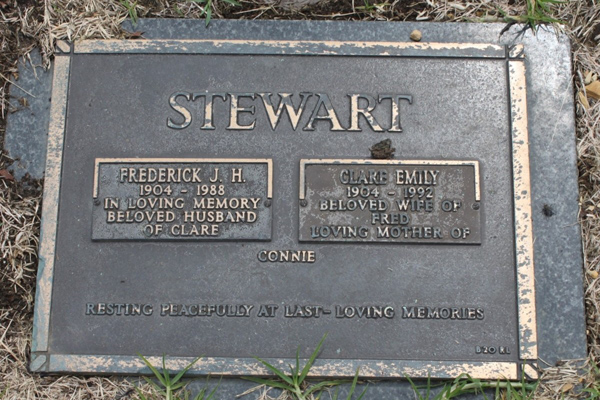 STEWART
FREDERICK J. H.
1904 - 1988
IN LOVING MEMORY
BELOVED HUSBAND
OF CLARE
CLARE EMILY
1904 - 1992
BELOVED WIFE OF
FRED
LOVING MOTHER OF
CONNIE
RESTING PEACEFULLY AT LAST - LOVING MEMORIES